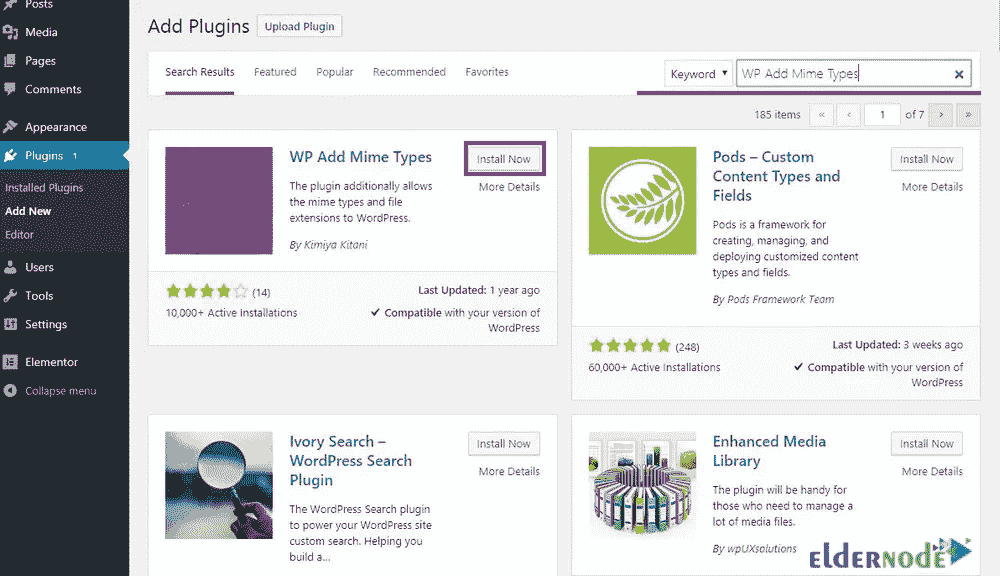 Posts
Media
Pages
Comments
Appearance
Plugins 1
Installed Plugins
Add New
Editor
Users
Tools
Settings
Elementor
Collapse menu
Add Plugins Upload Plugin
Search Results Featured Popular Recommended Favorites Keyword WP Add Mime Types
185 items « ‹ 1 of 7 › »
WP Add Mime Types
Install Now
More Details
The plugin additionally allows
the mime types and file
extensions to WordPress.
By Kimiya Kitani
(14)
10,000+ Active Installations
Last Updated: 1 year ago
Compatible with your version of
WordPress
Pods – Custom
Content Types and
Fields
Install Now
More Details
Pods is a framework for
creating, managing, and
deploying customized content
types and fields.
By Pods Framework Team
(248)
60,000+ Active Installations
Last Updated: 3 weeks ago
Compatible with your version of
WordPress
Ivory Search –
WordPress Search
Plugin
Install Now
More Details
The WordPress Search plugin
to power your WordPress site
custom search. Helping you
build a...
Enhanced Media
Library
Install Now
More Details
The plugin will be handy for
those who need to manage a
lot of media files.
By wpUXsolutions
ELDERNODE